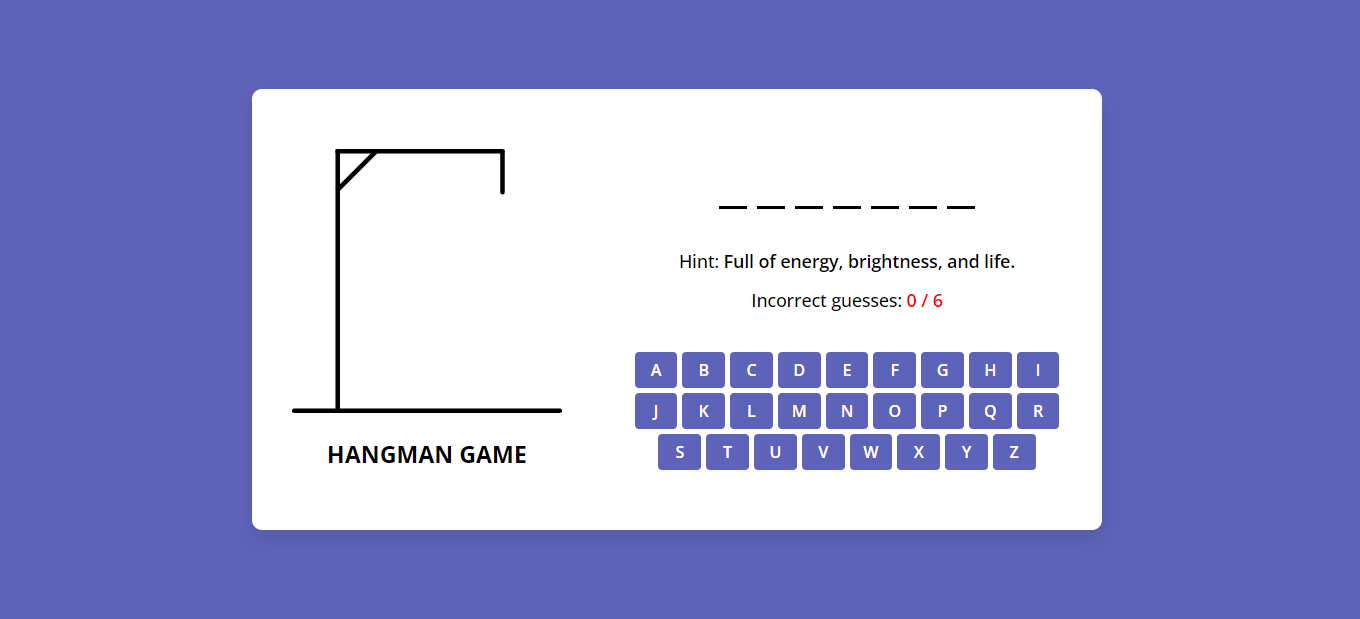 Hint: Full of energy, brightness, and life.
Incorrect guesses: 0 / 6
A B C D E F G H I
J K L M N O P Q R
S T U V W X Y Z
HANGMAN GAME